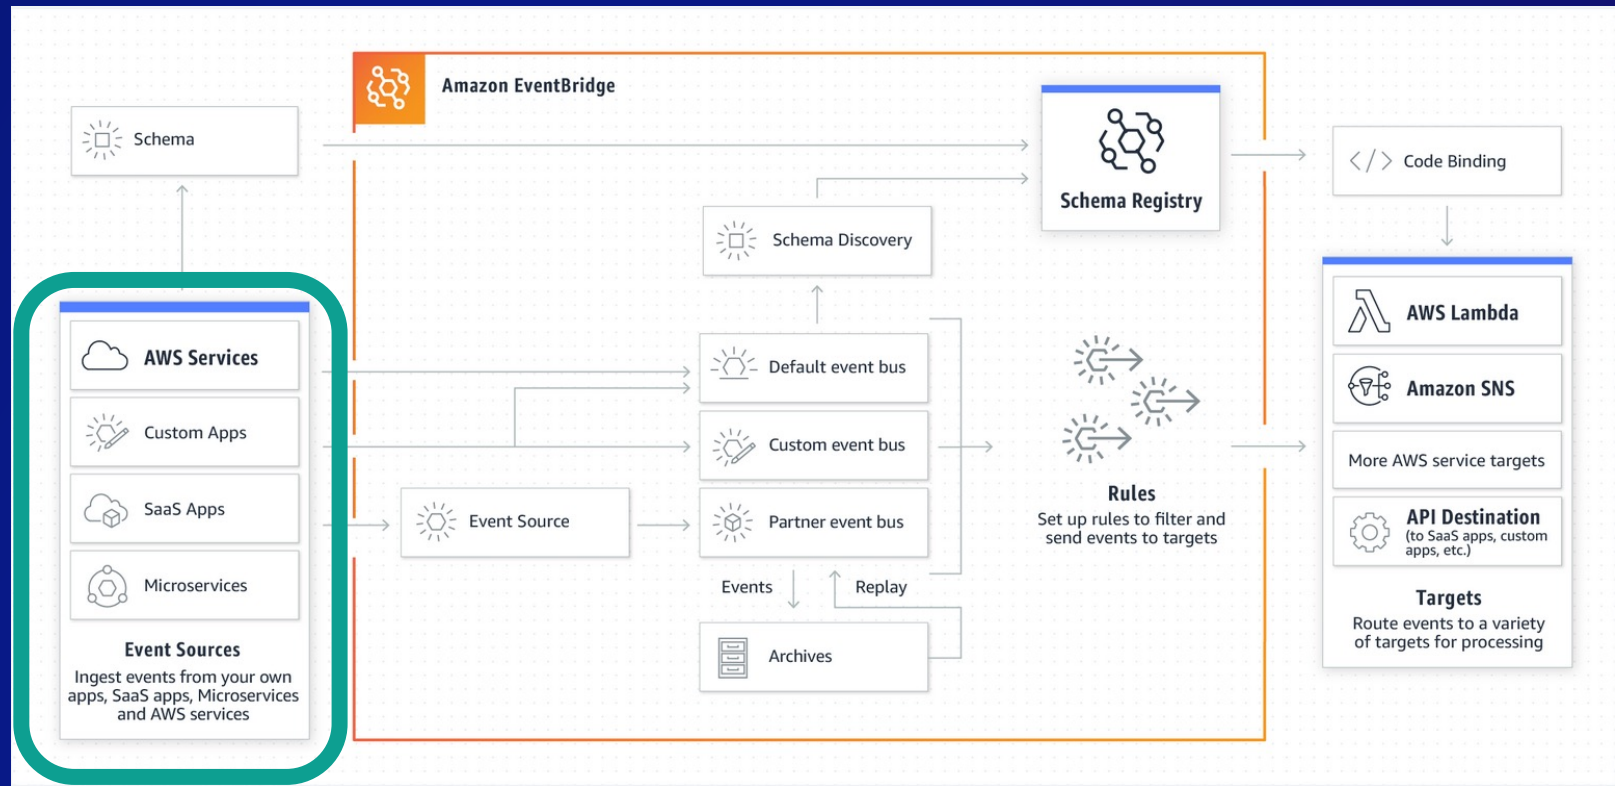 Amazon EventBridge
Schema
Schema Registry
</> Code Binding
Schema Discovery
AWS Services
Custom Apps
SaaS Apps
Microservices
Event Sources
Ingest events from your own
apps, SaaS apps, Microservices
and AWS services
Event Source
Default event bus
Custom event bus
Partner event bus
Events
Replay
Archives
Rules
Set up rules to filter and
send events to targets
AWS Lambda
Amazon SNS
More AWS service targets
API Destination
(to SaaS apps, custom
apps, etc.)
Targets
Route events to a variety
of targets for processing